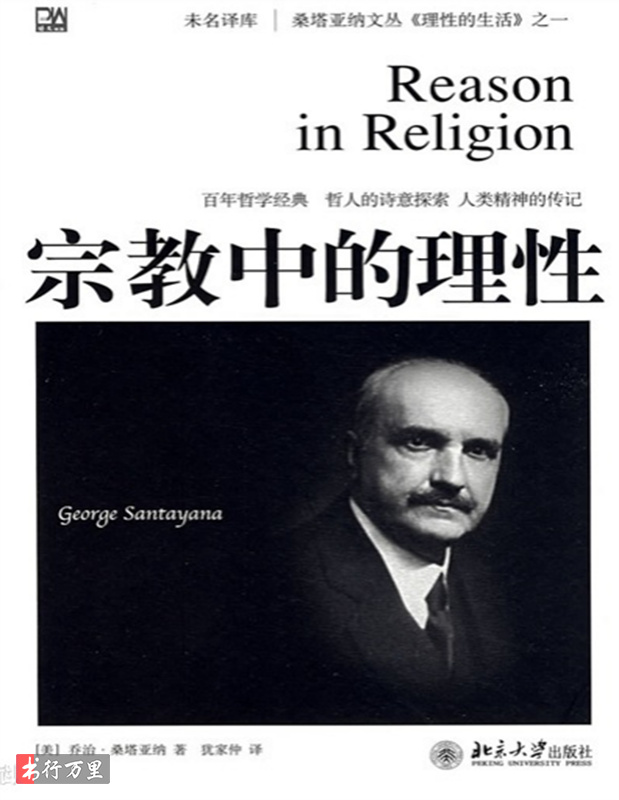 未名译库 | 桑塔亚纳文丛《理性的生活》之一
Reason
in Religion
百年哲学经典 哲人的诗意探索 人类精神的传记
宗教中的理性
George Santayana
[美] 乔治·桑塔亚纳 著 犹家仲 译
北京大学出版社
PEKING UNIVERSITY PRESS
书行万里